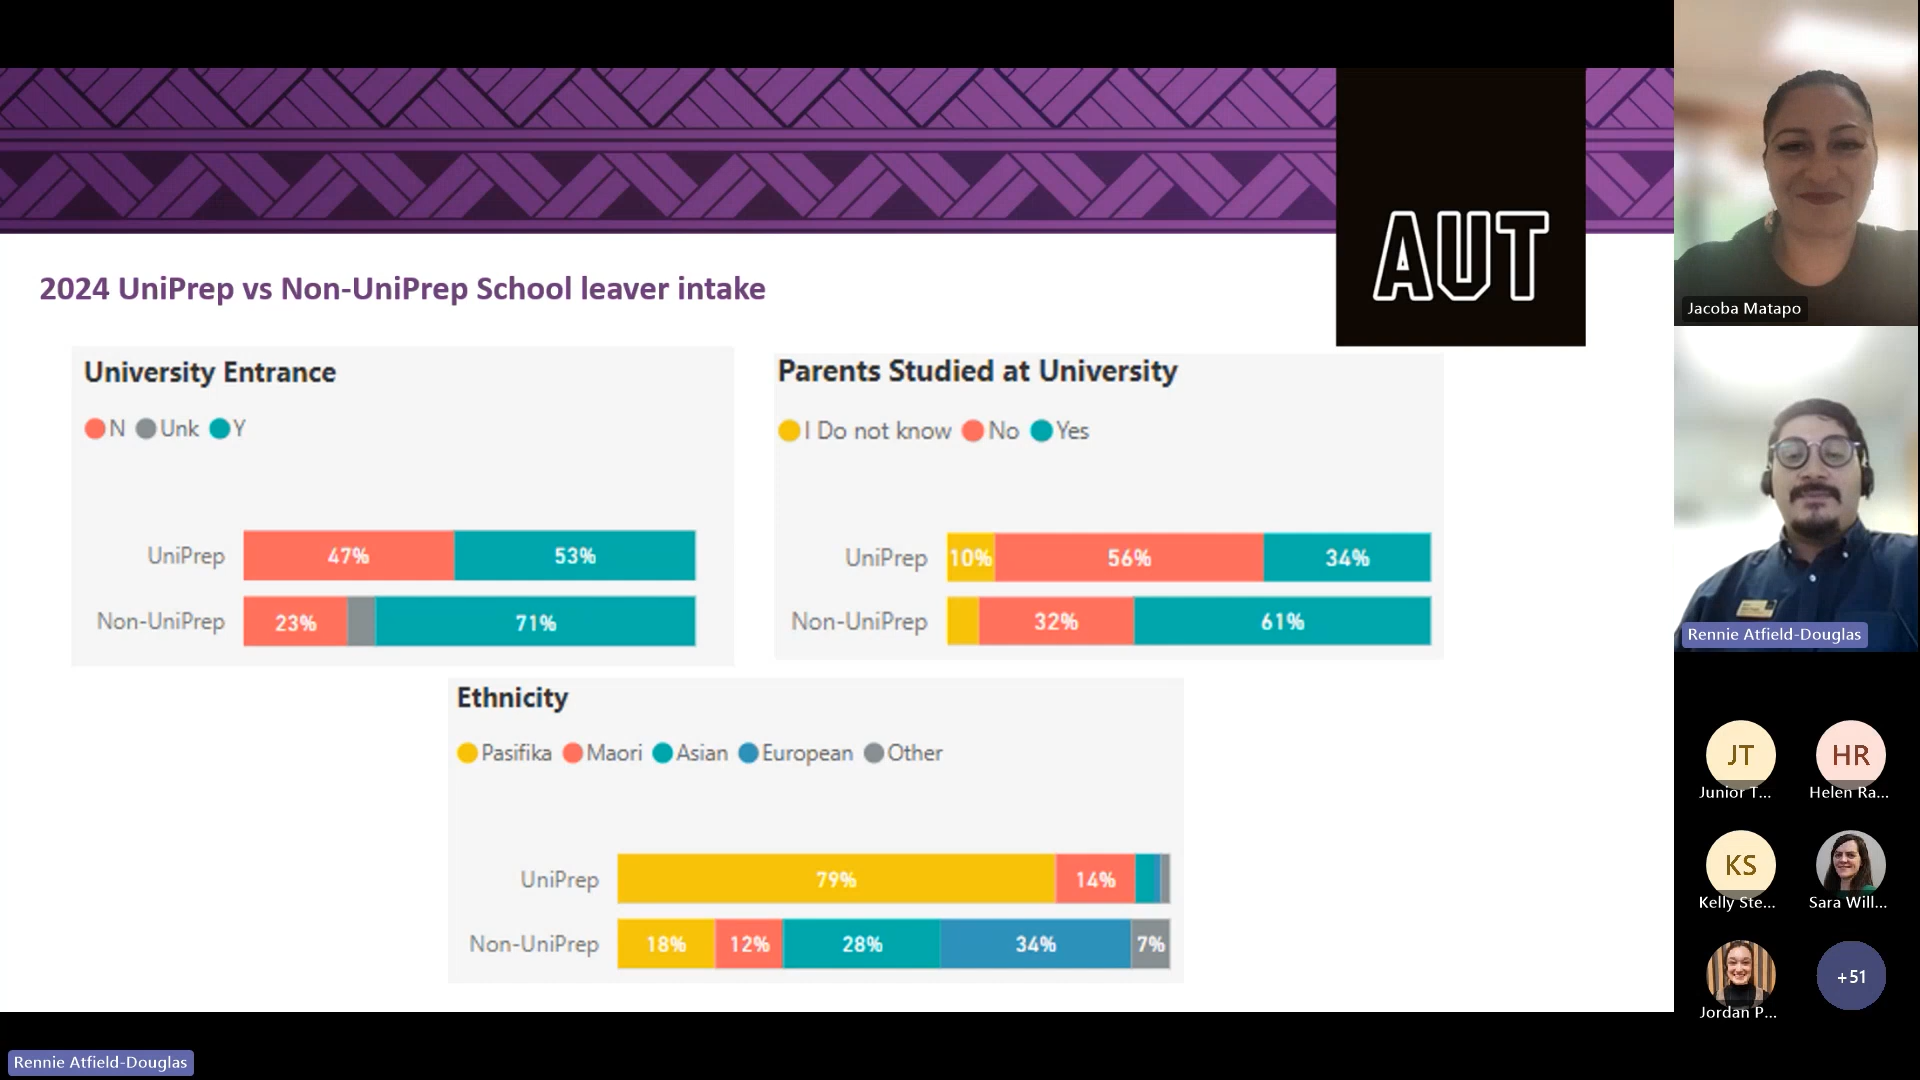 AUT
2024 UniPrep vs Non-UniPrep School leaver intake
University Entrance
N Unk Y
UniPrep 47% 53%
Non-UniPrep 23% 71%
Parents Studied at University
I Do not know No Yes
UniPrep 10% 56% 34%
Non-UniPrep 32% 61%
Ethnicity
Pasifika Maori Asian European Other
UniPrep 79% 14%
Non-UniPrep 18% 12% 28% 34% 7%
Jacoba Matapo
Rennie Atfield-Douglas
JT
Junior T...
HR
Helen Ra...
KS
Kelly Ste...
Sara Will...
Jordan P...
+51
Rennie Atfield-Douglas